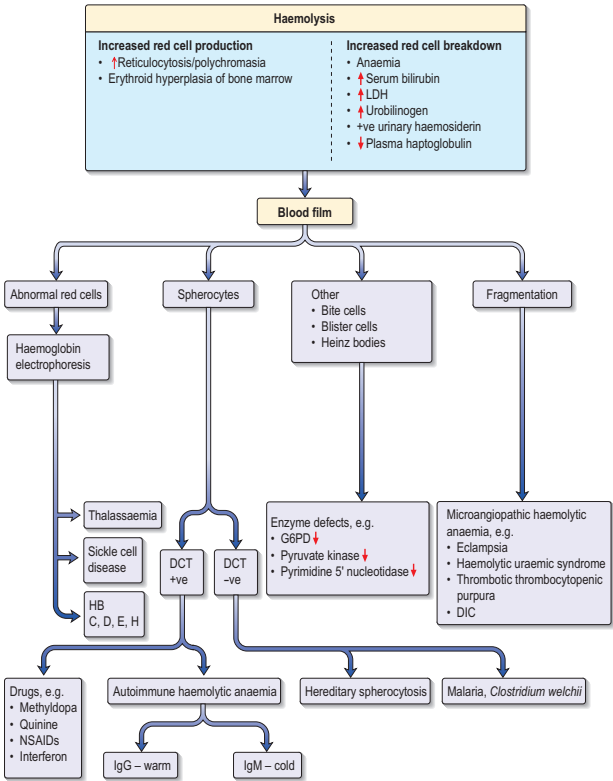 Haemolysis
Increased red cell production
• ↑Reticulocytosis/polychromasia
• Erythroid hyperplasia of bone marrow
Increased red cell breakdown
• Anaemia
• ↑Serum bilirubin
• ↑LDH
• ↑Urobilinogen
• +ve urinary haemosiderin
• ↓Plasma haptoglobulin
Blood film
Abnormal red cells
Spherocytes
Other
• Bite cells
• Blister cells
• Heinz bodies
Fragmentation
Haemoglobin
electrophoresis
Thalassaemia
Sickle cell
disease
HB
C, D, E, H
DCT
+ve
DCT
–ve
Enzyme defects, e.g.
• G6PD↓
• Pyruvate kinase↓
• Pyrimidine 5' nucleotidase↓
Microangiopathic haemolytic
anaemia, e.g.
• Eclampsia
• Haemolytic uraemic syndrome
• Thrombotic thrombocytopenic
purpura
• DIC
Drugs, e.g.
• Methyldopa
• Quinine
• NSAIDs
• Interferon
Autoimmune haemolytic anaemia
Hereditary spherocytosis
Malaria, Clostridium welchii
IgG – warm
IgM – cold